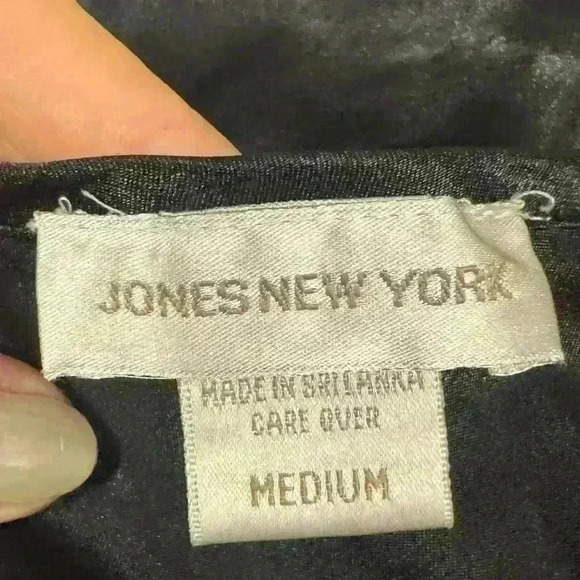 JONES NEW YORK
MADE IN SRI LANKA
CARE OVER
MEDIUM